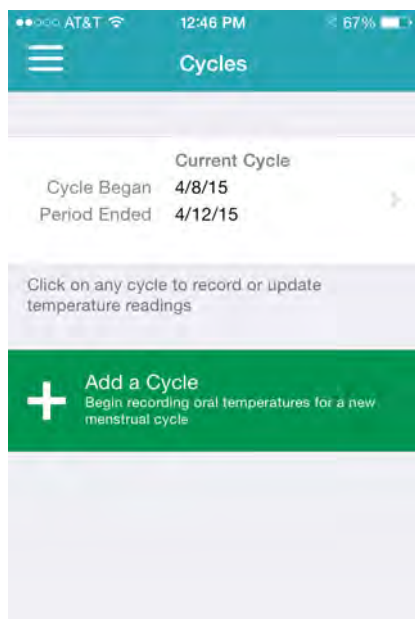 AT&T 12:46 PM 67%
Cycles
Current Cycle
Cycle Began 4/8/15
Period Ended 4/12/15
Click on any cycle to record or update
temperature readings
Add a Cycle
Begin recording oral temperatures for a new
menstrual cycle